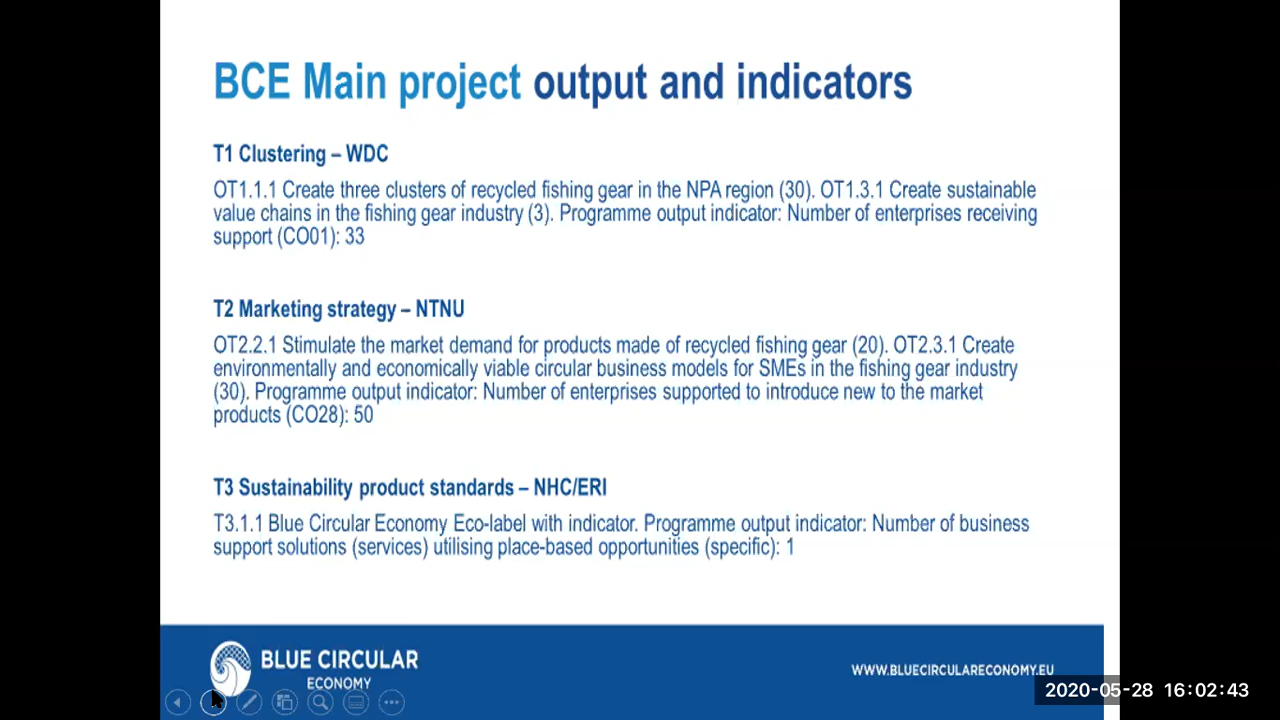 BCE Main project output and indicators
T1 Clustering – WDC
OT1.1.1 Create three clusters of recycled fishing gear in the NPA region (30). OT1.3.1 Create sustainable
value chains in the fishing gear industry (3). Programme output indicator: Number of enterprises receiving
support (CO01): 33
T2 Marketing strategy – NTNU
OT2.2.1 Stimulate the market demand for products made of recycled fishing gear (20). OT2.3.1 Create
environmentally and economically viable circular business models for SMEs in the fishing gear industry
(30). Programme output indicator: Number of enterprises supported to introduce new to the market
products (CO28): 50
T3 Sustainability product standards – NHC/ERI
T3.1.1 Blue Circular Economy Eco-label with indicator. Programme output indicator: Number of business
support solutions (services) utilising place-based opportunities (specific): 1
BLUE CIRCULAR
ECONOMY
WWW.BLUECIRCULARECONOMY.EU
2020-05-28 16:02:43